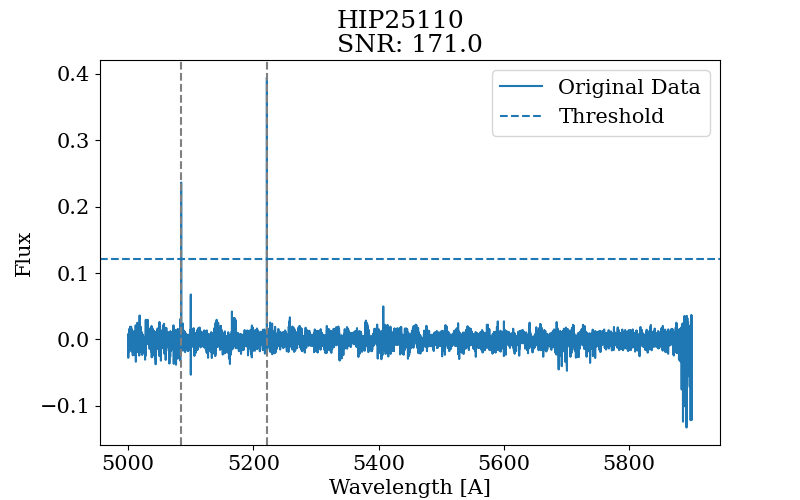 HIP25110
SNR: 171.0
Original Data
Threshold
0.4
0.3
0.2
0.1
0.0
−0.1
Flux
5000 5200 5400 5600 5800
Wavelength [A]